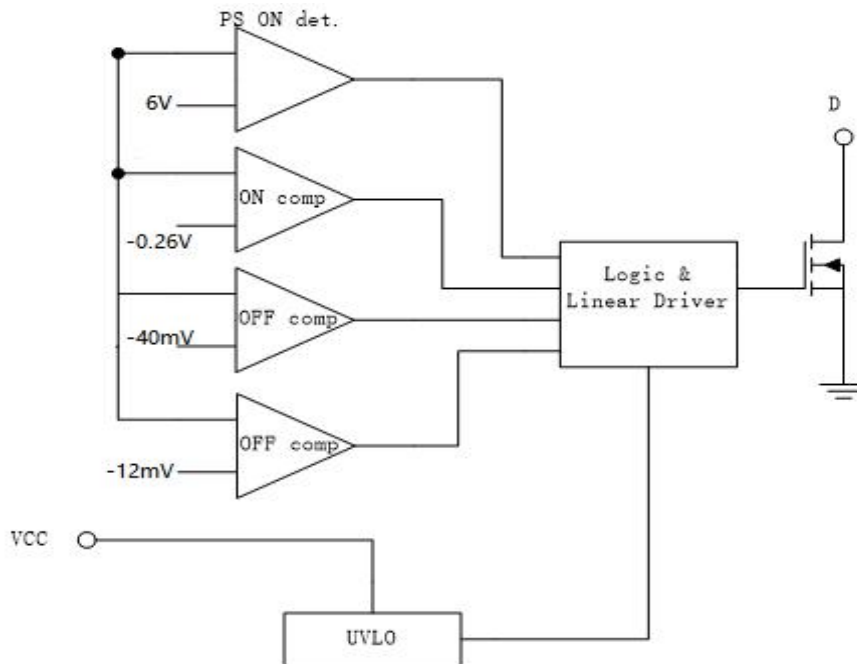 PS ON det.
6V
D
ON comp
-0.26V
Logic &
Linear Driver
OFF comp
-40mV
OFF comp
-12mV
VCC
UVLO